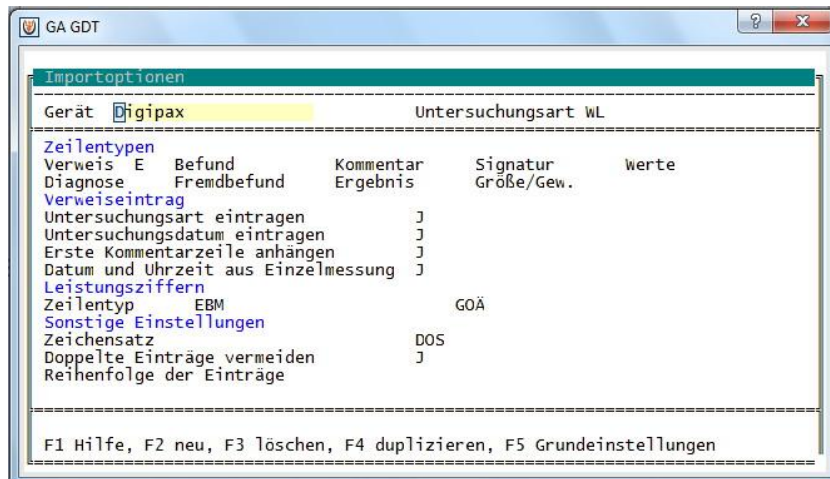 GA GDT
Importoptionen
Gerät Digipax Untersuchungsart WL
Zeilentypen
Verweis E Befund Kommentar Signatur Werte
Diagnose Fremdbefund Ergebnis Größe/Gew.
Verweiseintrag
Untersuchungsart eintragen J
Untersuchungsdatum eintragen J
Erste Kommentarzeile anhängen J
Datum und Uhrzeit aus Einzelmessung J
Leistungsziffern
Zeilentyp EBM GOÄ
Sonstige Einstellungen
Zeichensatz DOS
Doppelte Einträge vermeiden J
Reihenfolge der Einträge
F1 Hilfe, F2 neu, F3 löschen, F4 duplizieren, F5 Grundeinstellungen